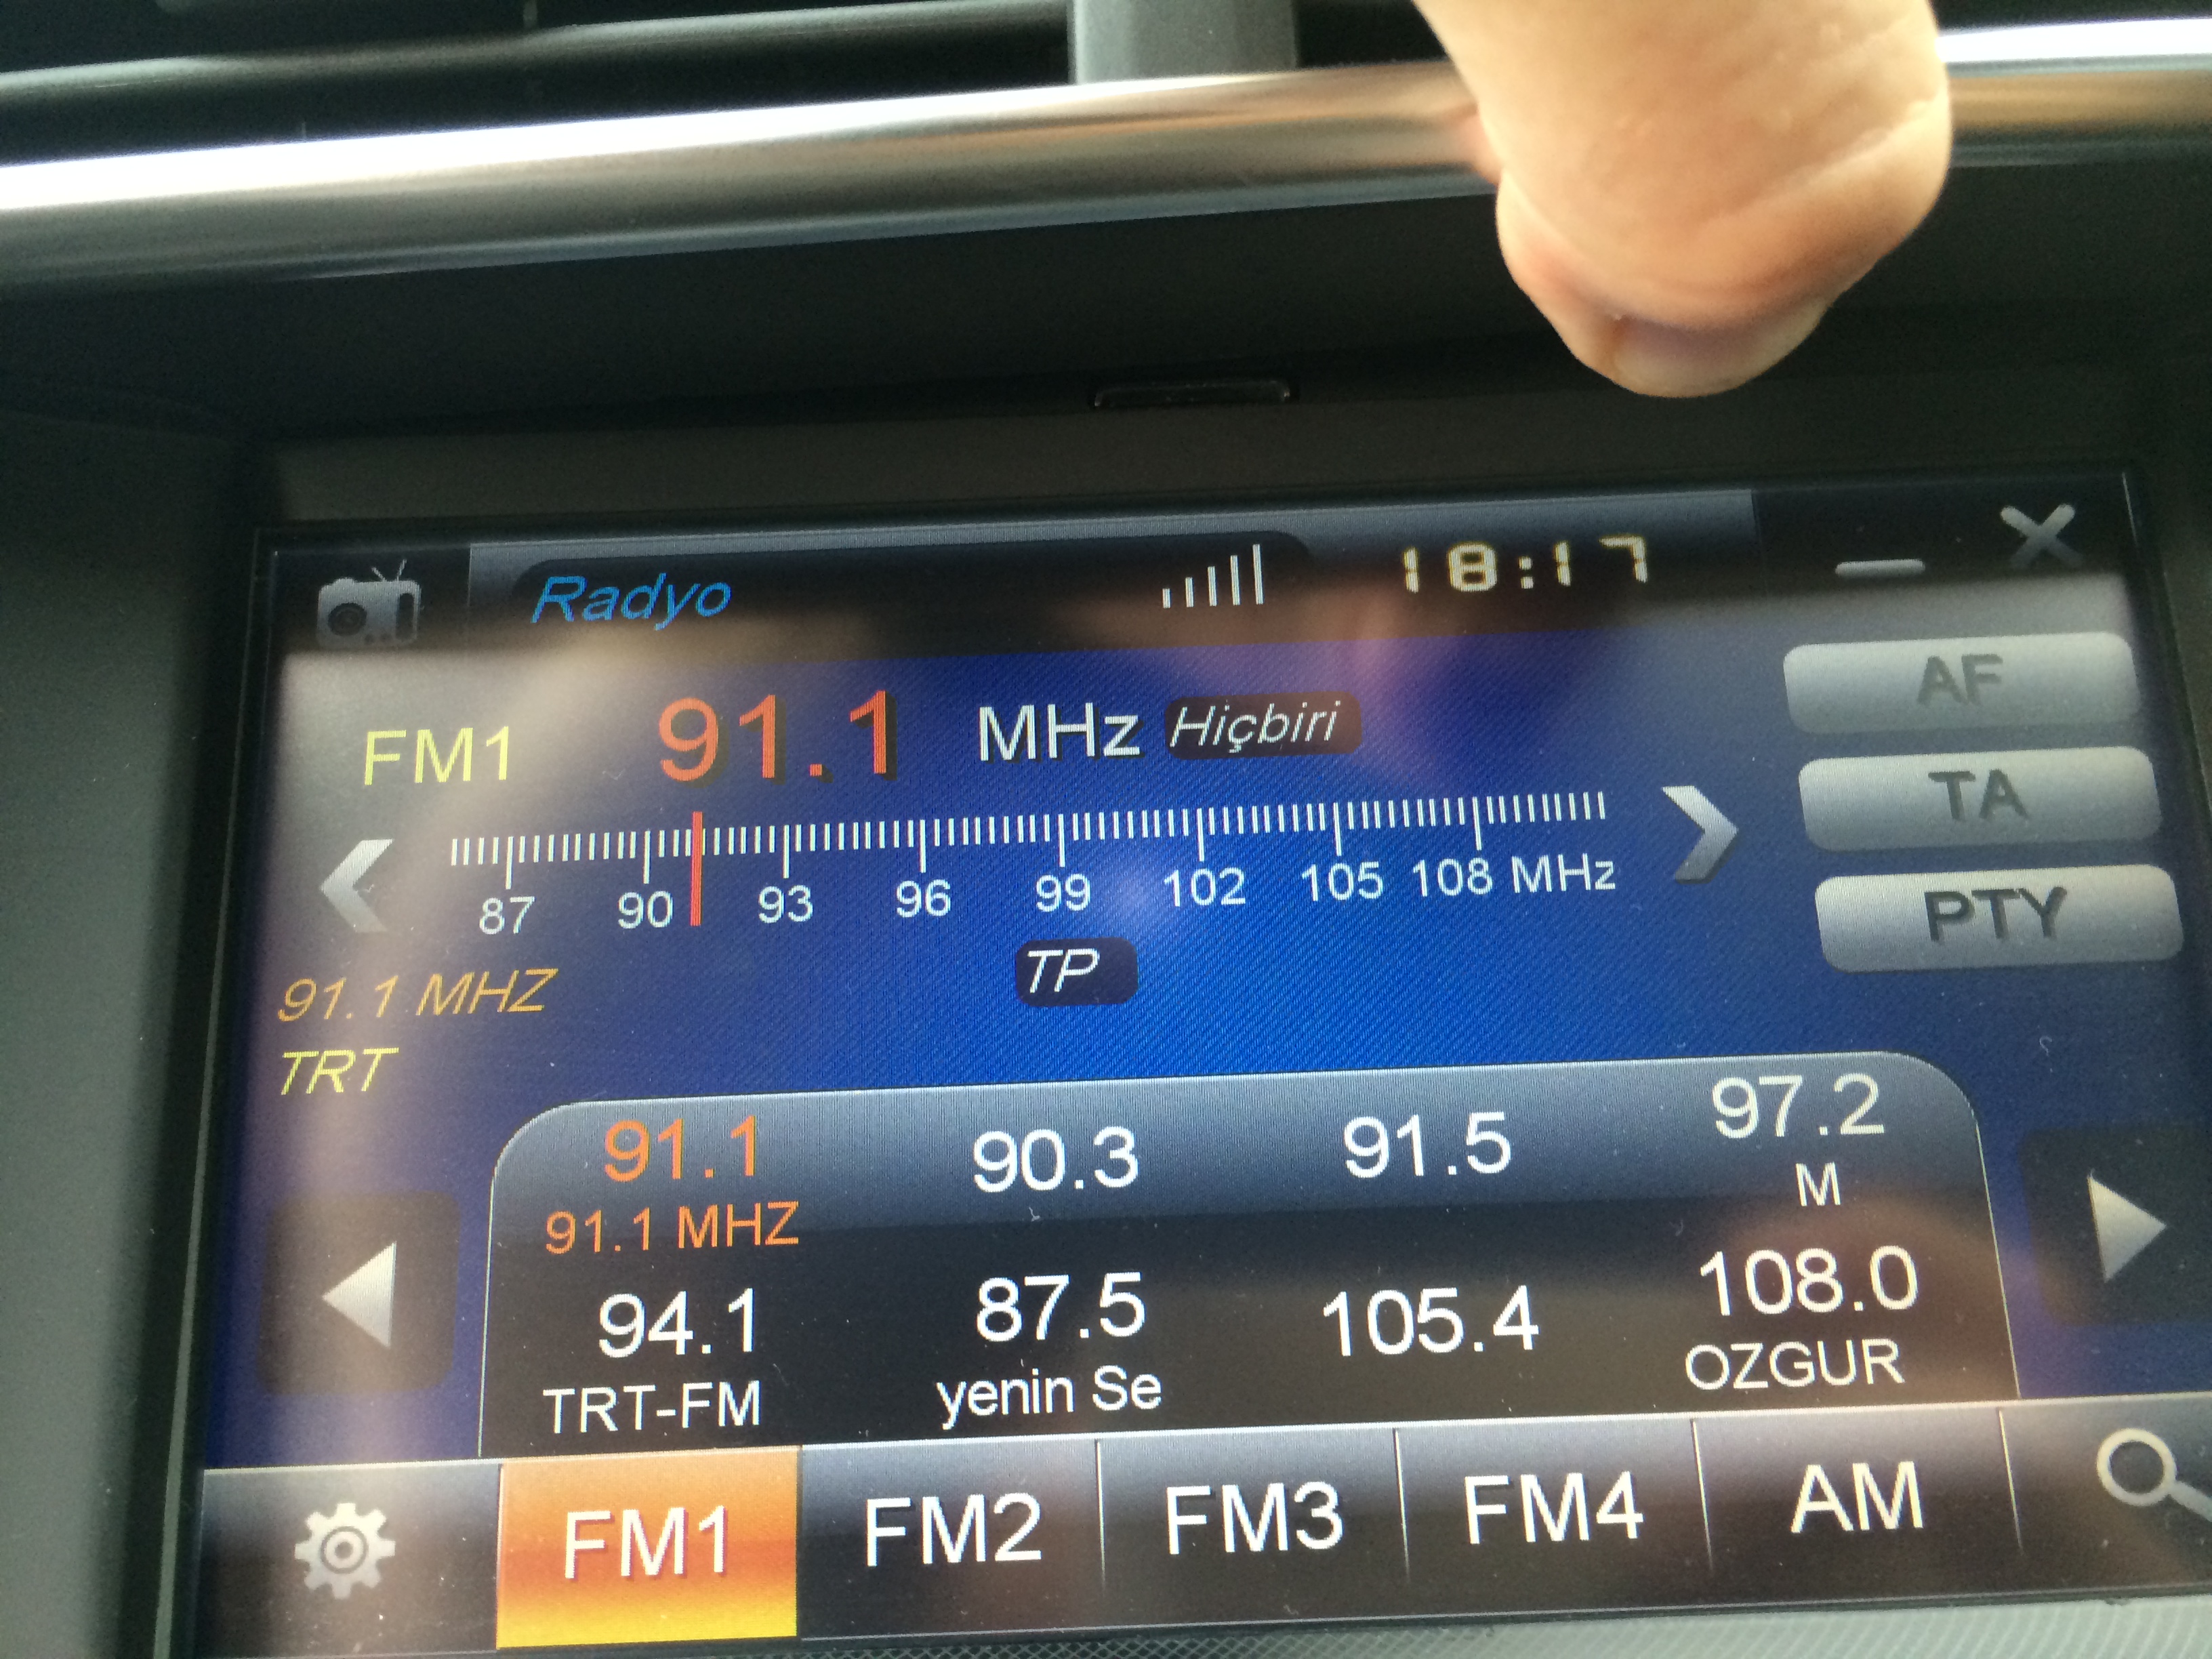 Radyo 18:17
FM1 91.1 MHz Hiçbiri
AF
TA
PTY
87 90 93 96 99 102 105 108 MHz
TP
91.1 MHZ
TRT
91.1 90.3 91.5 97.2
91.1 MHZ M
94.1 87.5 105.4 108.0
TRT-FM yenin Se OZGUR
FM1 FM2 FM3 FM4 AM